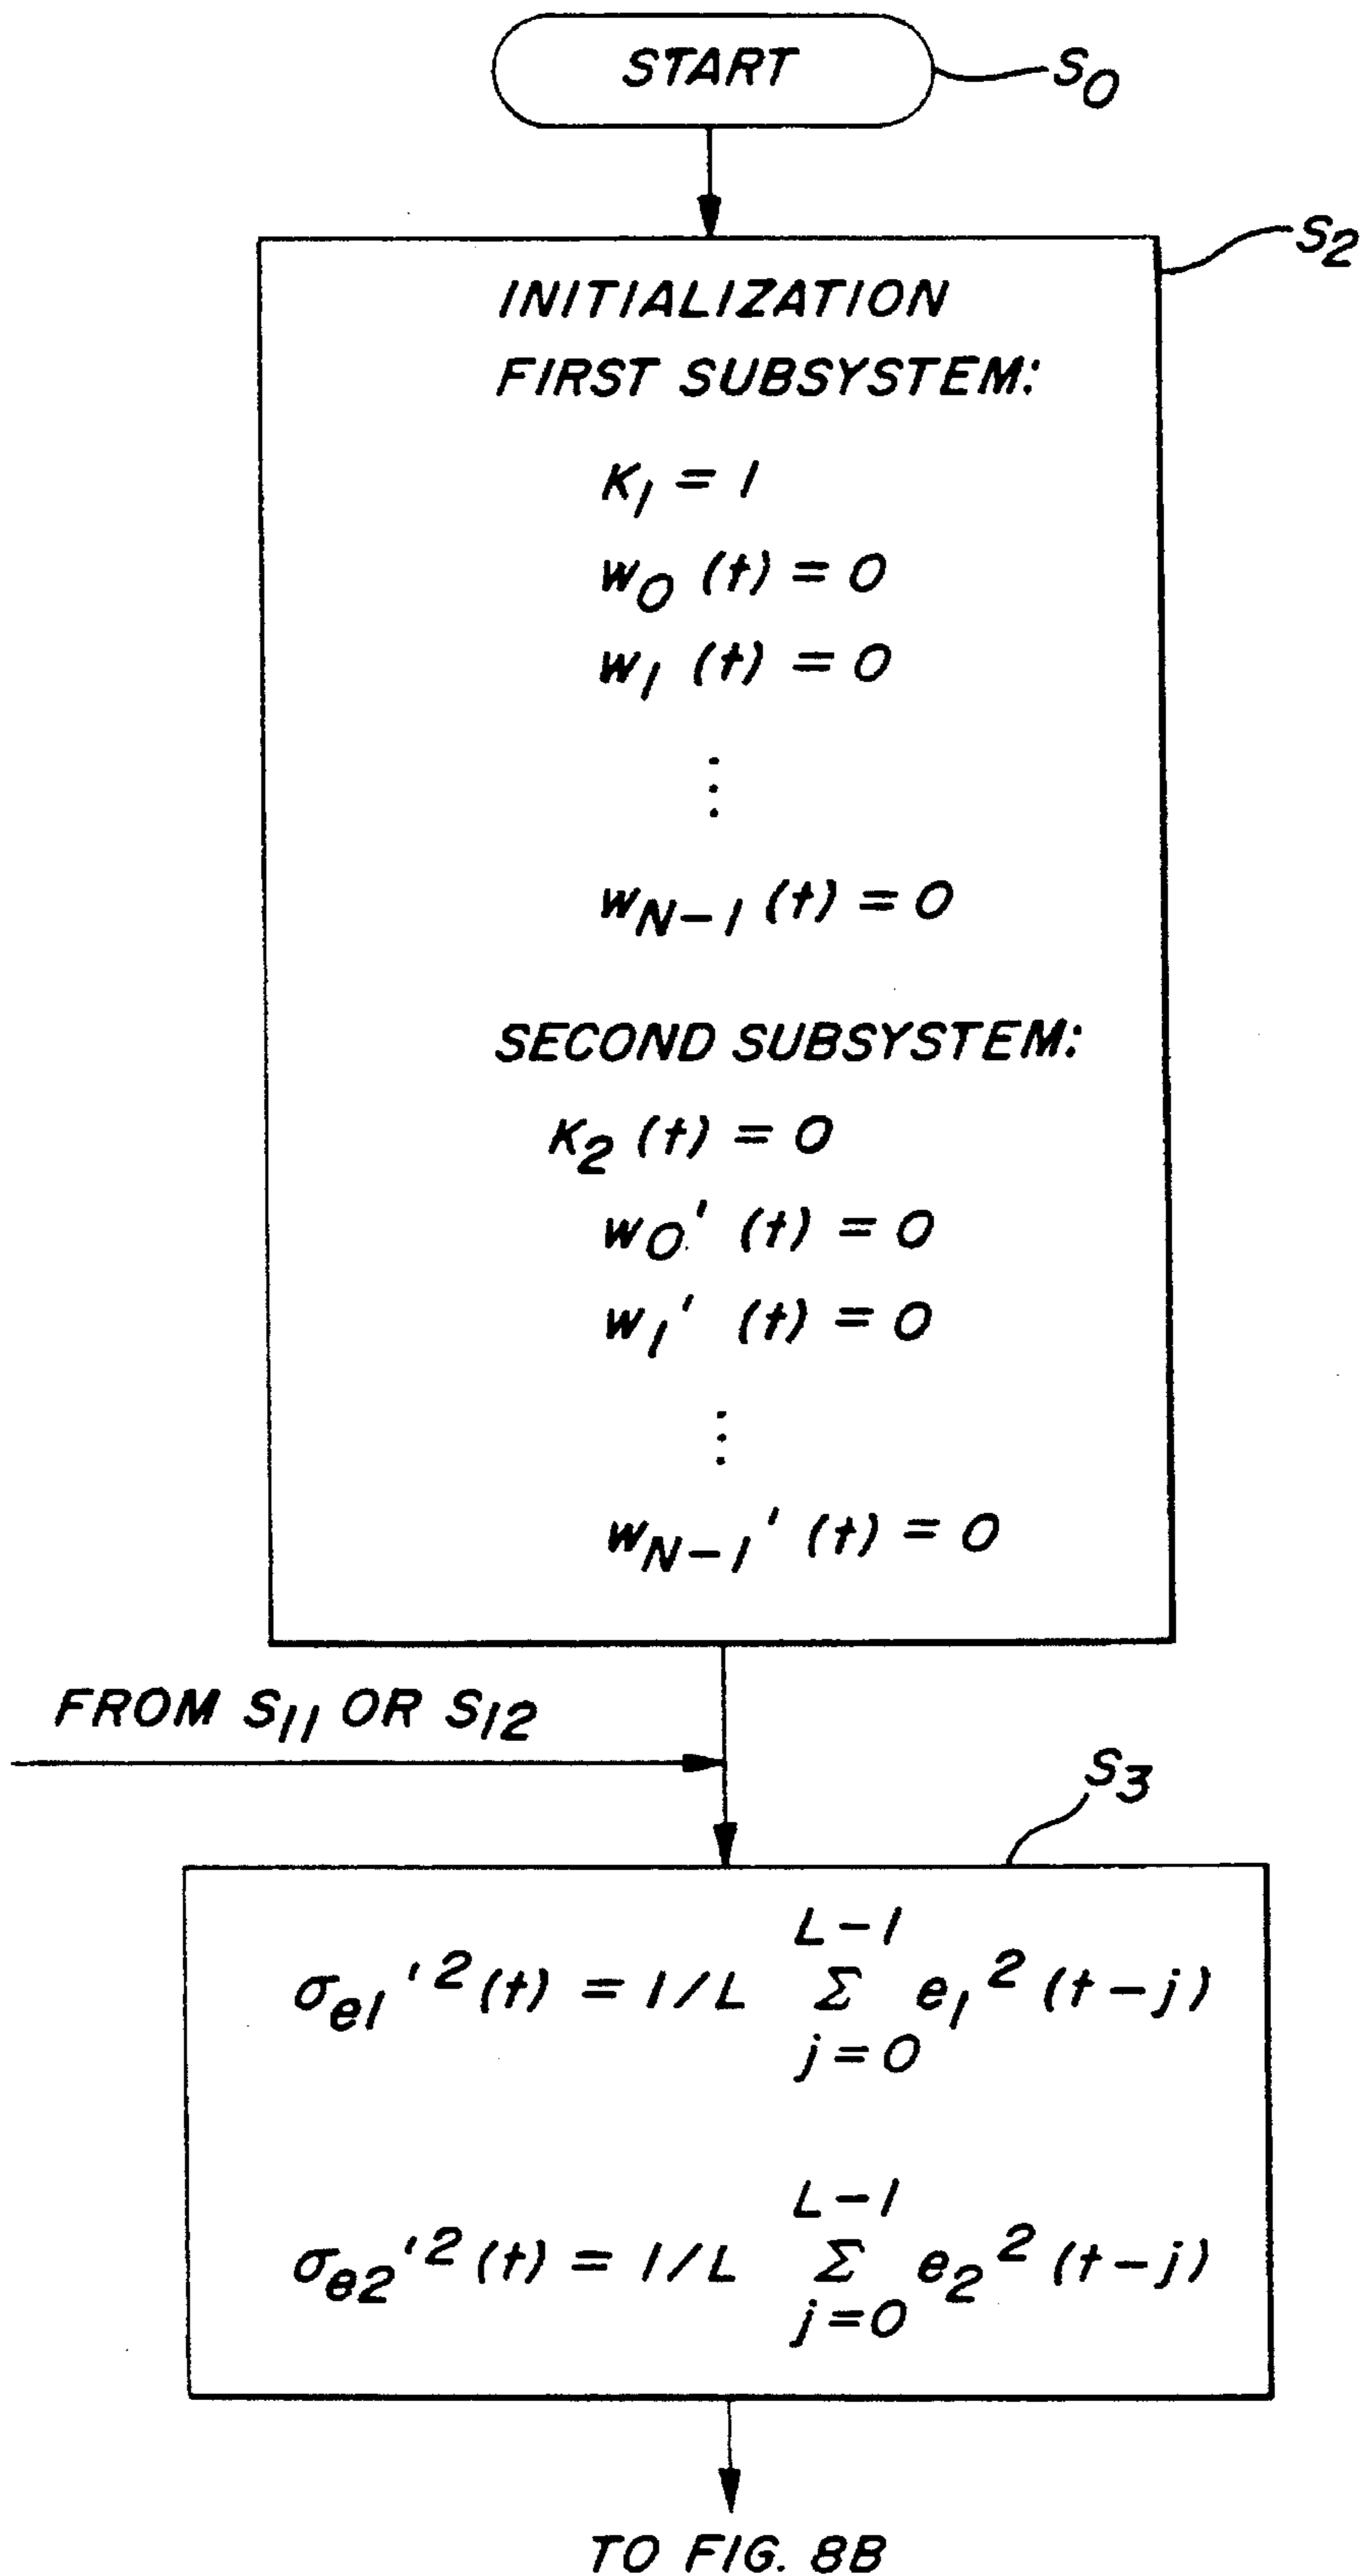 START
S0
S2
INITIALIZATION
FIRST SUBSYSTEM:
K1 = 1
w0 (t) = 0
w1 (t) = 0
⋮
wN-1 (t) = 0
SECOND SUBSYSTEM:
K2 (t) = 0
w0' (t) = 0
w1' (t) = 0
⋮
wN-1' (t) = 0
FROM S11 OR S12
S3
σe1'²(t) = 1/L Σ_{j=0}^{L-1} e1² (t-j)
σe2'²(t) = 1/L Σ_{j=0}^{L-1} e2² (t-j)
TO FIG. 8B